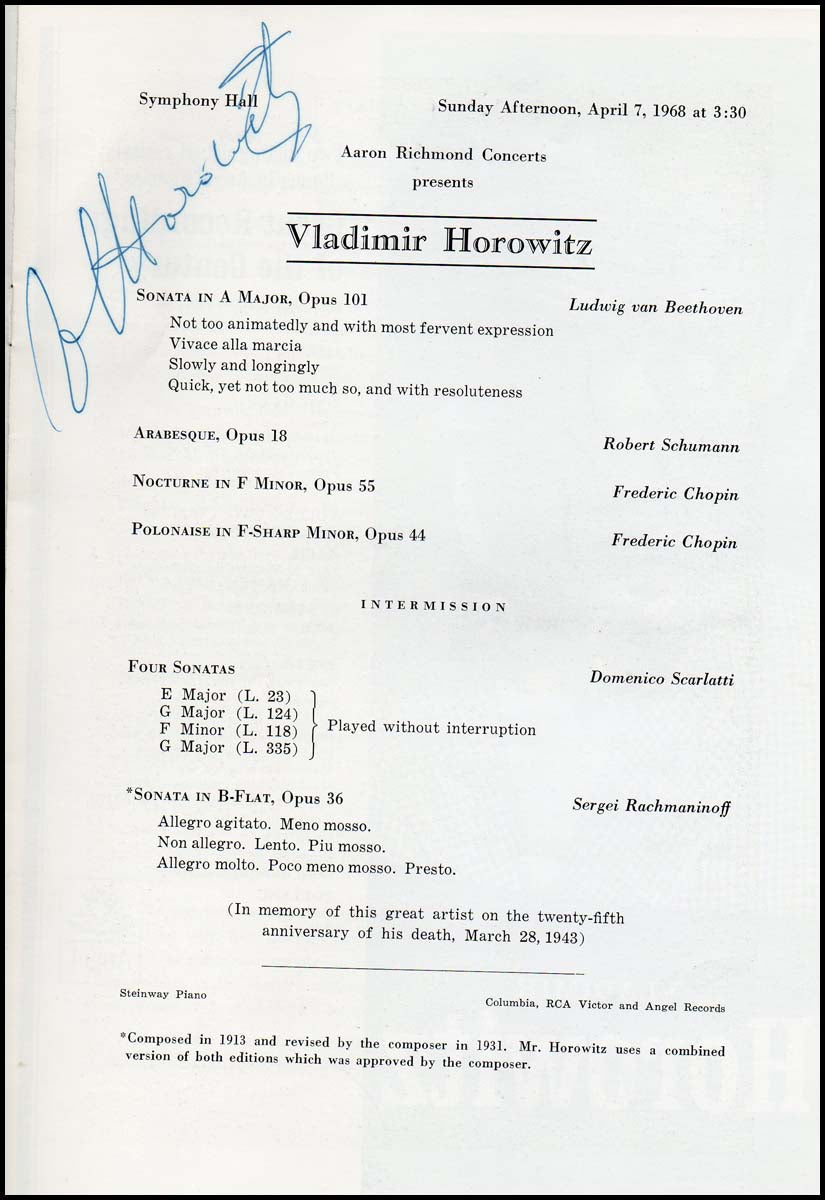 Symphony Hall
Sunday Afternoon, April 7, 1968 at 3:30
Aaron Richmond Concerts
presents
Vladimir Horowitz
SONATA IN A MAJOR, Opus 101 Ludwig van Beethoven
Not too animatedly and with most fervent expression
Vivace alla marcia
Slowly and longingly
Quick, yet not too much so, and with resoluteness
ARABESQUE, Opus 18 Robert Schumann
NOCTURNE IN F MINOR, Opus 55 Frederic Chopin
POLONAISE IN F-SHARP MINOR, Opus 44 Frederic Chopin
INTERMISSION
FOUR SONATAS Domenico Scarlatti
E Major (L. 23)
G Major (L. 124)
F Minor (L. 118)
G Major (L. 335)
Played without interruption
*SONATA IN B-FLAT, Opus 36 Sergei Rachmaninoff
Allegro agitato. Meno mosso.
Non allegro. Lento. Piu mosso.
Allegro molto. Poco meno mosso. Presto.
(In memory of this great artist on the twenty-fifth
anniversary of his death, March 28, 1943)
Steinway Piano
Columbia, RCA Victor and Angel Records
*Composed in 1913 and revised by the composer in 1931. Mr. Horowitz uses a combined
version of both editions which was approved by the composer.
Horowitz